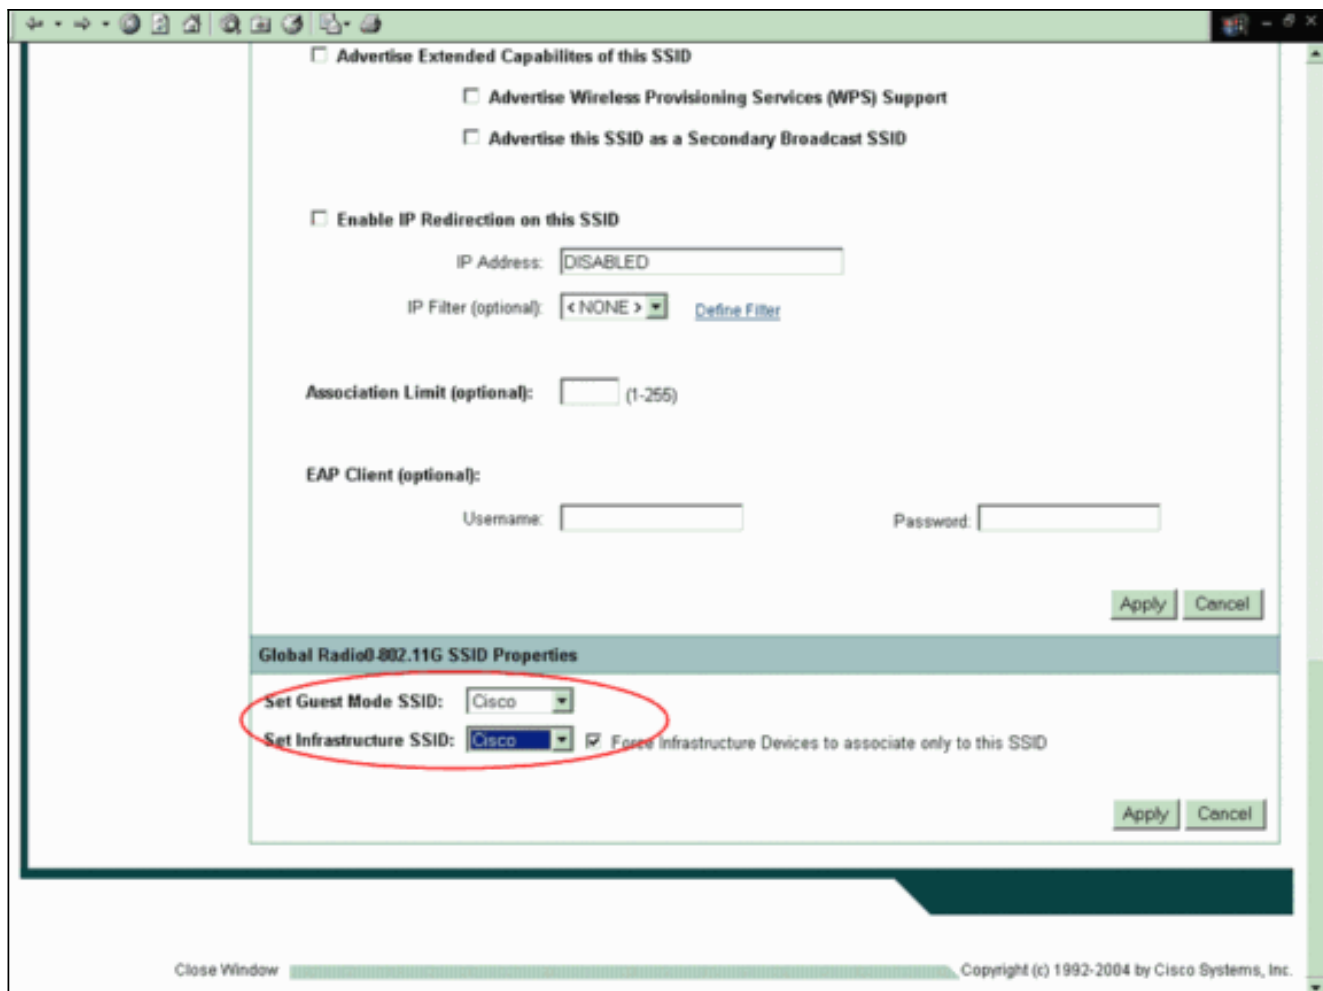 Advertise Extended Capabilites of this SSID
Advertise Wireless Provisioning Services (WPS) Support
Advertise this SSID as a Secondary Broadcast SSID
Enable IP Redirection on this SSID
IP Address: DISABLED
IP Filter (optional): < NONE > Define Filter
Association Limit (optional): (1-255)
EAP Client (optional):
Username: Password:
Apply Cancel
Global Radio0-802.11G SSID Properties
Set Guest Mode SSID: Cisco
Set Infrastructure SSID: Cisco Force Infrastructure Devices to associate only to this SSID
Apply Cancel
Close Window Copyright (c) 1992-2004 by Cisco Systems, Inc.